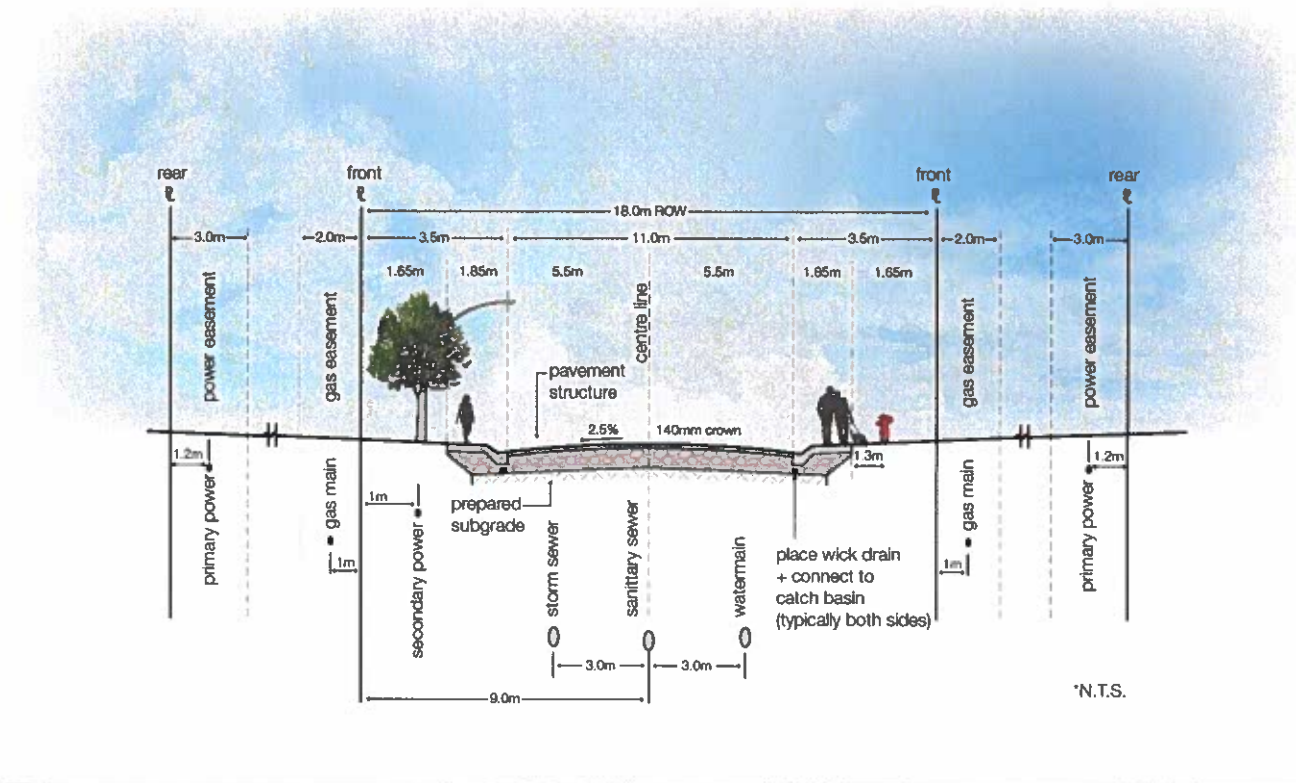 rear
front
front
rear
18.0m ROW
3.0m
2.0m
3.5m
11.0m
3.5m
2.0m
3.0m
1.65m
1.85m
5.5m
5.5m
1.85m
1.65m
power easement
gas easement
centre line
gas easement
power easement
pavement
structure
2.5%
140mm crown
1.2m
1.3m
1.2m
primary power
gas main
1m
1m
secondary power
prepared
subgrade
storm sewer
sanittary sewer
watermain
place wick drain
+ connect to
catch basin
(typically both sides)
gas main
1m
primary power
3.0m
3.0m
9.0m
*N.T.S.